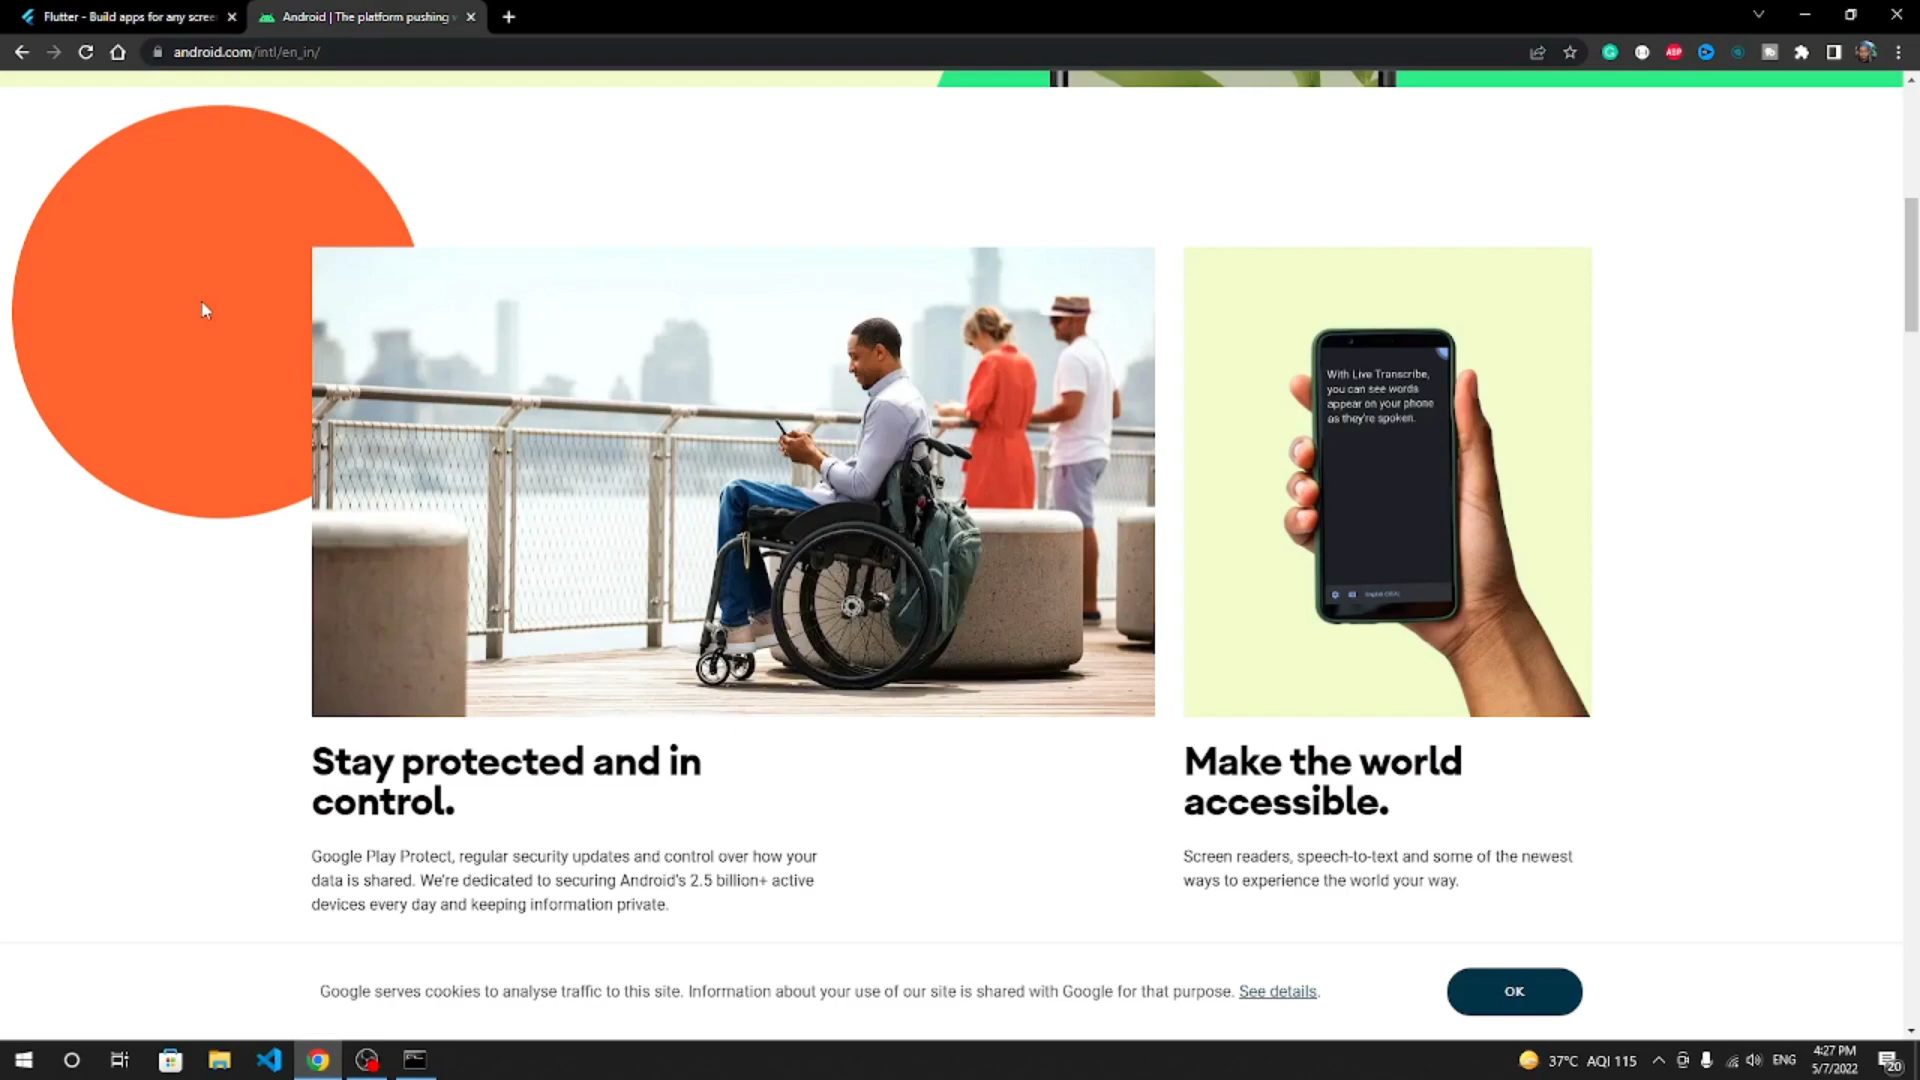 Flutter - Build apps for any scree
Android | The platform pushing
android.com/intl/en_in/
ABP
With Live Transcribe,
you can see words
appear on your phone
as they're spoken.
English (USA)
Stay protected and in
control.
Google Play Protect, regular security updates and control over how your
data is shared. We're dedicated to securing Android's 2.5 billion+ active
devices every day and keeping information private.
Make the world
accessible.
Screen readers, speech-to-text and some of the newest
ways to experience the world your way.
Google serves cookies to analyse traffic to this site. Information about your use of our site is shared with Google for that purpose. See details.
OK
37°C AQI 115
ENG
4:27 PM
5/7/2022
20